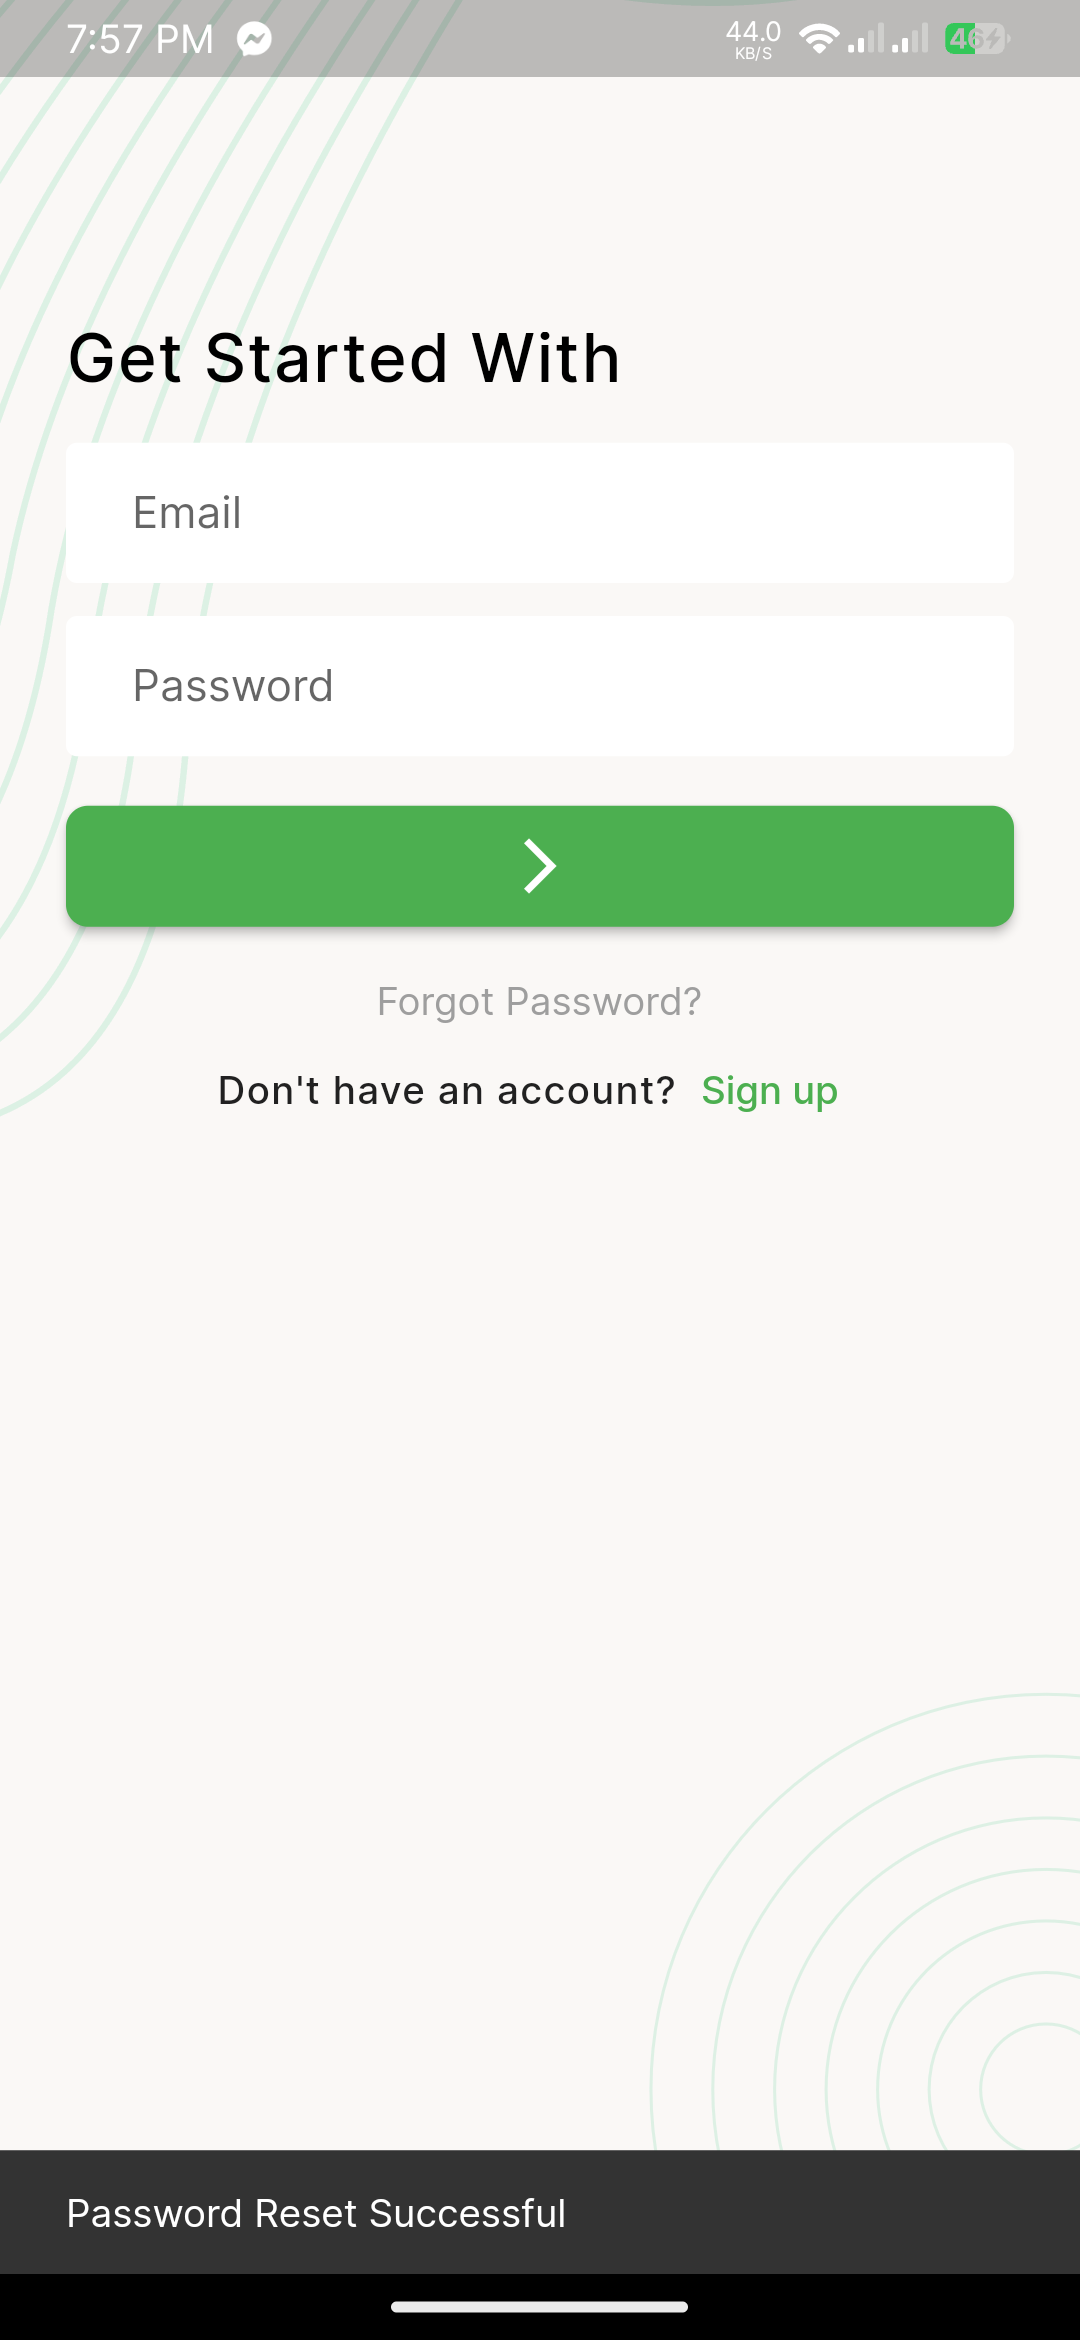 7:57 PM
44.0
KB/S
46
Get Started With
Email
Password
Forgot Password?
Don't have an account? Sign up
Password Reset Successful